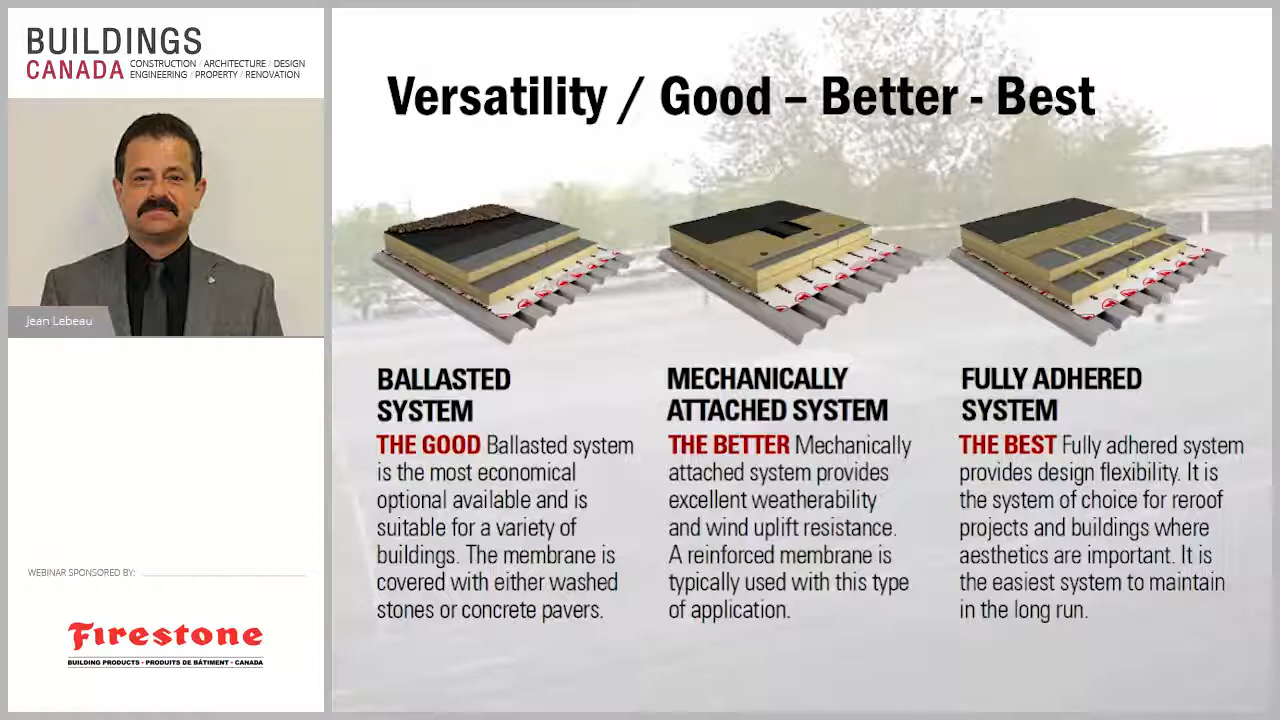 BUILDINGS
CANADA
CONSTRUCTION / ARCHITECTURE / DESIGN
ENGINEERING / PROPERTY / RENOVATION
Jean Lebeau
WEBINAR SPONSORED BY:
Firestone
BUILDING PRODUCTS • PRODUITS DE BÂTIMENT • CANADA
Versatility / Good – Better - Best
BALLASTED
SYSTEM
THE GOOD Ballasted system
is the most economical
optional available and is
suitable for a variety of
buildings. The membrane is
covered with either washed
stones or concrete pavers.
MECHANICALLY
ATTACHED SYSTEM
THE BETTER Mechanically
attached system provides
excellent weatherability
and wind uplift resistance.
A reinforced membrane is
typically used with this type
of application.
FULLY ADHERED
SYSTEM
THE BEST Fully adhered system
provides design flexibility. It is
the system of choice for reroof
projects and buildings where
aesthetics are important. It is
the easiest system to maintain
in the long run.